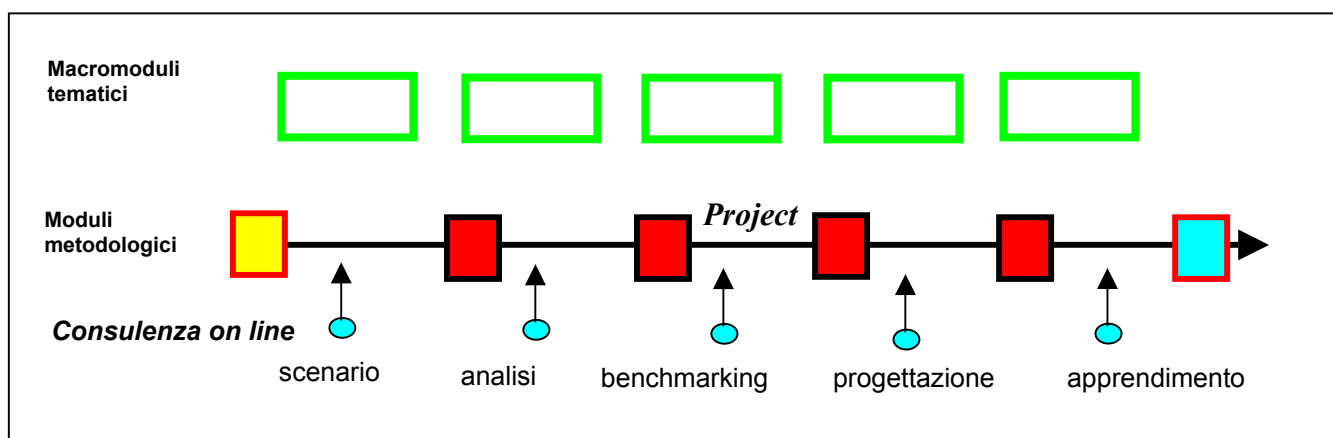 Macromoduli
tematici
Moduli
metodologici
Project
Consulenza on line
scenario
analisi
benchmarking
progettazione
apprendimento